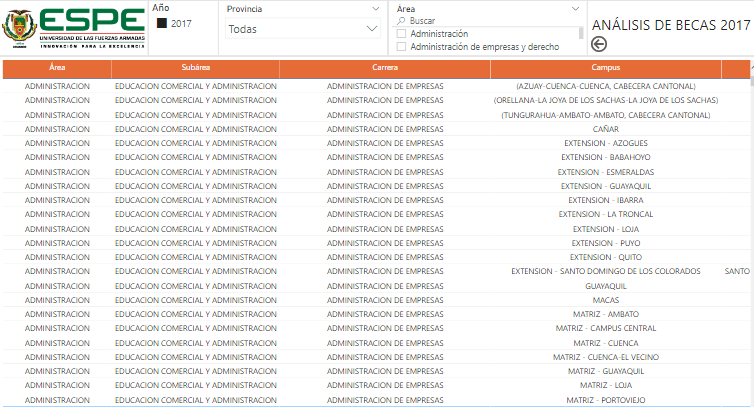 ESPE
UNIVERSIDAD DE LAS FUERZAS ARMADAS
INNOVACIÓN PARA LA EXCELENCIA
Año
2017
Provincia
Todas
Área
Buscar
Administración
Administración de empresas y derecho
ANÁLISIS DE BECAS 2017
Área Subárea Carrera Campus
ADMINISTRACION EDUCACION COMERCIAL Y ADMINISTRACION ADMINISTRACION DE EMPRESAS (AZUAY-CUENCA-CUENCA, CABECERA CANTONAL)
ADMINISTRACION EDUCACION COMERCIAL Y ADMINISTRACION ADMINISTRACION DE EMPRESAS (ORELLANA-LA JOYA DE LOS SACHAS-LA JOYA DE LOS SACHAS)
ADMINISTRACION EDUCACION COMERCIAL Y ADMINISTRACION ADMINISTRACION DE EMPRESAS (TUNGURAHUA-AMBATO-AMBATO, CABECERA CANTONAL)
ADMINISTRACION EDUCACION COMERCIAL Y ADMINISTRACION ADMINISTRACION DE EMPRESAS CAÑAR
ADMINISTRACION EDUCACION COMERCIAL Y ADMINISTRACION ADMINISTRACION DE EMPRESAS EXTENSION - AZOGUES
ADMINISTRACION EDUCACION COMERCIAL Y ADMINISTRACION ADMINISTRACION DE EMPRESAS EXTENSION - BABAHOYO
ADMINISTRACION EDUCACION COMERCIAL Y ADMINISTRACION ADMINISTRACION DE EMPRESAS EXTENSION - ESMERALDAS
ADMINISTRACION EDUCACION COMERCIAL Y ADMINISTRACION ADMINISTRACION DE EMPRESAS EXTENSION - GUAYAQUIL
ADMINISTRACION EDUCACION COMERCIAL Y ADMINISTRACION ADMINISTRACION DE EMPRESAS EXTENSION - IBARRA
ADMINISTRACION EDUCACION COMERCIAL Y ADMINISTRACION ADMINISTRACION DE EMPRESAS EXTENSION - LA TRONCAL
ADMINISTRACION EDUCACION COMERCIAL Y ADMINISTRACION ADMINISTRACION DE EMPRESAS EXTENSION - LOJA
ADMINISTRACION EDUCACION COMERCIAL Y ADMINISTRACION ADMINISTRACION DE EMPRESAS EXTENSION - PUYO
ADMINISTRACION EDUCACION COMERCIAL Y ADMINISTRACION ADMINISTRACION DE EMPRESAS EXTENSION - QUITO
ADMINISTRACION EDUCACION COMERCIAL Y ADMINISTRACION ADMINISTRACION DE EMPRESAS EXTENSION - SANTO DOMINGO DE LOS COLORADOS SANTO
ADMINISTRACION EDUCACION COMERCIAL Y ADMINISTRACION ADMINISTRACION DE EMPRESAS GUAYAQUIL
ADMINISTRACION EDUCACION COMERCIAL Y ADMINISTRACION ADMINISTRACION DE EMPRESAS MACAS
ADMINISTRACION EDUCACION COMERCIAL Y ADMINISTRACION ADMINISTRACION DE EMPRESAS MATRIZ - AMBATO
ADMINISTRACION EDUCACION COMERCIAL Y ADMINISTRACION ADMINISTRACION DE EMPRESAS MATRIZ - CAMPUS CENTRAL
ADMINISTRACION EDUCACION COMERCIAL Y ADMINISTRACION ADMINISTRACION DE EMPRESAS MATRIZ - CUENCA
ADMINISTRACION EDUCACION COMERCIAL Y ADMINISTRACION ADMINISTRACION DE EMPRESAS MATRIZ - CUENCA-EL VECINO
ADMINISTRACION EDUCACION COMERCIAL Y ADMINISTRACION ADMINISTRACION DE EMPRESAS MATRIZ - GUAYAQUIL
ADMINISTRACION EDUCACION COMERCIAL Y ADMINISTRACION ADMINISTRACION DE EMPRESAS MATRIZ - LOJA
ADMINISTRACION EDUCACION COMERCIAL Y ADMINISTRACION ADMINISTRACION DE EMPRESAS MATRIZ - PORTOVIEJO